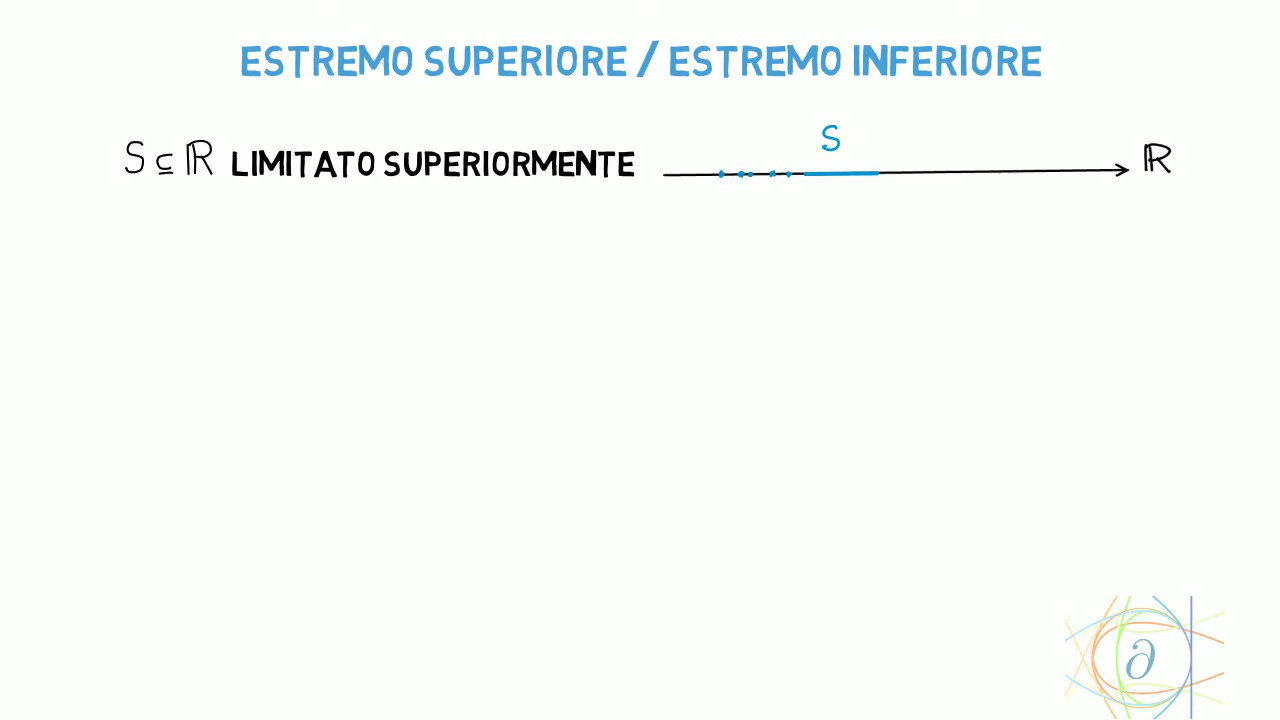 ESTREMO SUPERIORE / ESTREMO INFERIORE
S ⊆ ℝ LIMITATO SUPERIORMENTE S ℝ
∂